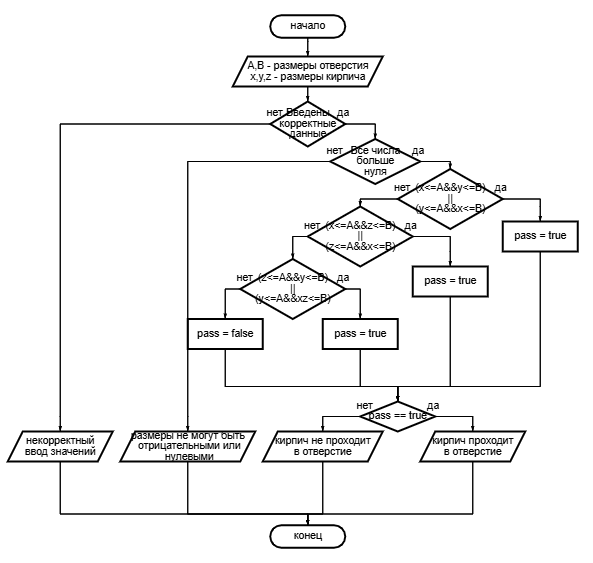 начало
А,В - размеры отверстия
x,y,z - размеры кирпича
нет Введены да
корректные
данные
нет Все числа да
больше
нуля
нет (x<=A&&y<=B) да
||
(y<=A&&x<=B)
нет (x<=A&&z<=B) да
||
(z<=A&&x<=B)
pass = true
нет (z<=A&&y<=B) да
||
(y<=A&&xz<=B)
pass = true
pass = false
pass = true
нет да
pass == true
некорректный
ввод значений
размеры не могут быть
отрицательными или
нулевыми
кирпич не проходит
в отверстие
кирпич проходит
в отверстие
конец